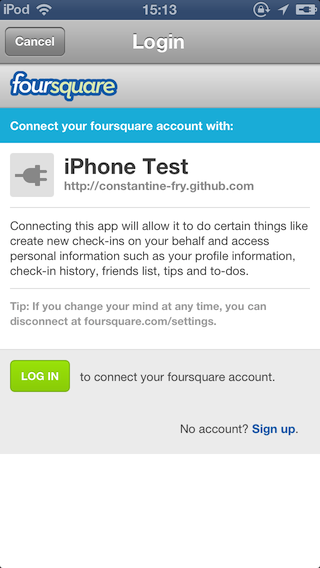 iPod 15:13
Cancel Login
foursquare
Connect your foursquare account with:
iPhone Test
http://constantine-fry.github.com
Connecting this app will allow it to do certain things like
create new check-ins on your behalf and access
personal information such as your profile information,
check-in history, friends list, tips and to-dos.
Tip: If you change your mind at any time, you can
disconnect at foursquare.com/settings.
LOG IN to connect your foursquare account.
No account? Sign up.